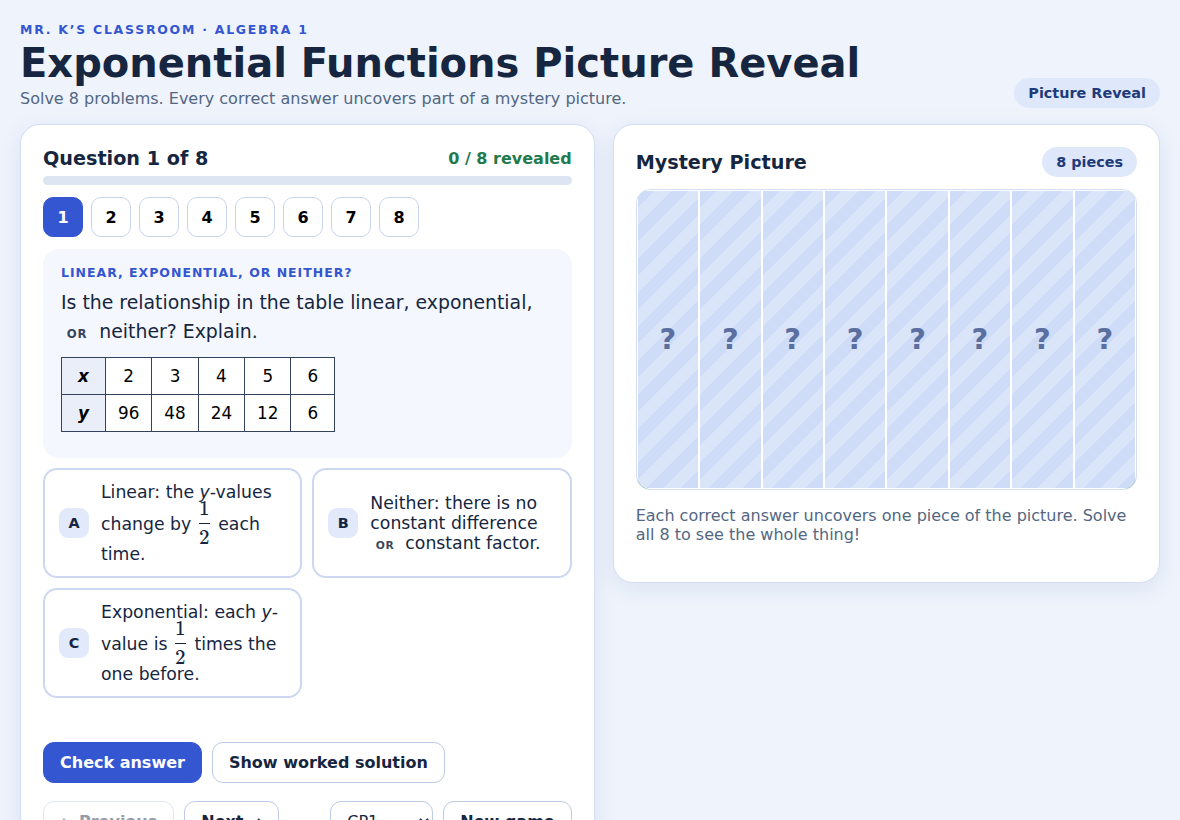 MR. K’S CLASSROOM · ALGEBRA 1
Exponential Functions Picture Reveal
Solve 8 problems. Every correct answer uncovers part of a mystery picture.
Picture Reveal
Question 1 of 8
0 / 8 revealed
1 2 3 4 5 6 7 8
LINEAR, EXPONENTIAL, OR NEITHER?
Is the relationship in the table linear, exponential,
OR neither? Explain.
x 2 3 4 5 6
y 96 48 24 12 6
A
Linear: the y-values
change by 1/2 each
time.
B
Neither: there is no
constant difference
OR constant factor.
C
Exponential: each y-
value is 1/2 times the
one before.
Check answer
Show worked solution
Previous
Next
CP1
New game
Mystery Picture
8 pieces
? ? ? ? ? ? ? ?
Each correct answer uncovers one piece of the picture. Solve
all 8 to see the whole thing!